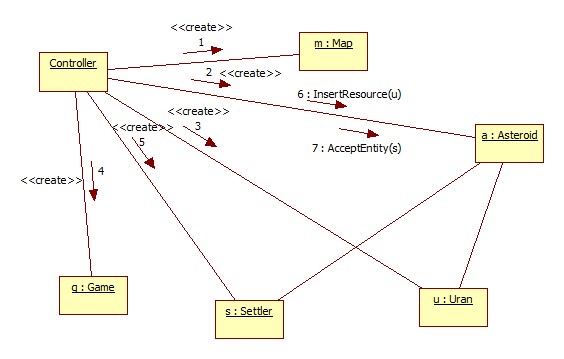 <<create>>
1
m : Map
Controller
2 <<create>>
6 : InsertResource(u)
<<create>>
3
<<create>>
5
7 : AcceptEntity(s)
a : Asteroid
4
<<create>>
g : Game
s : Settler
u : Uran